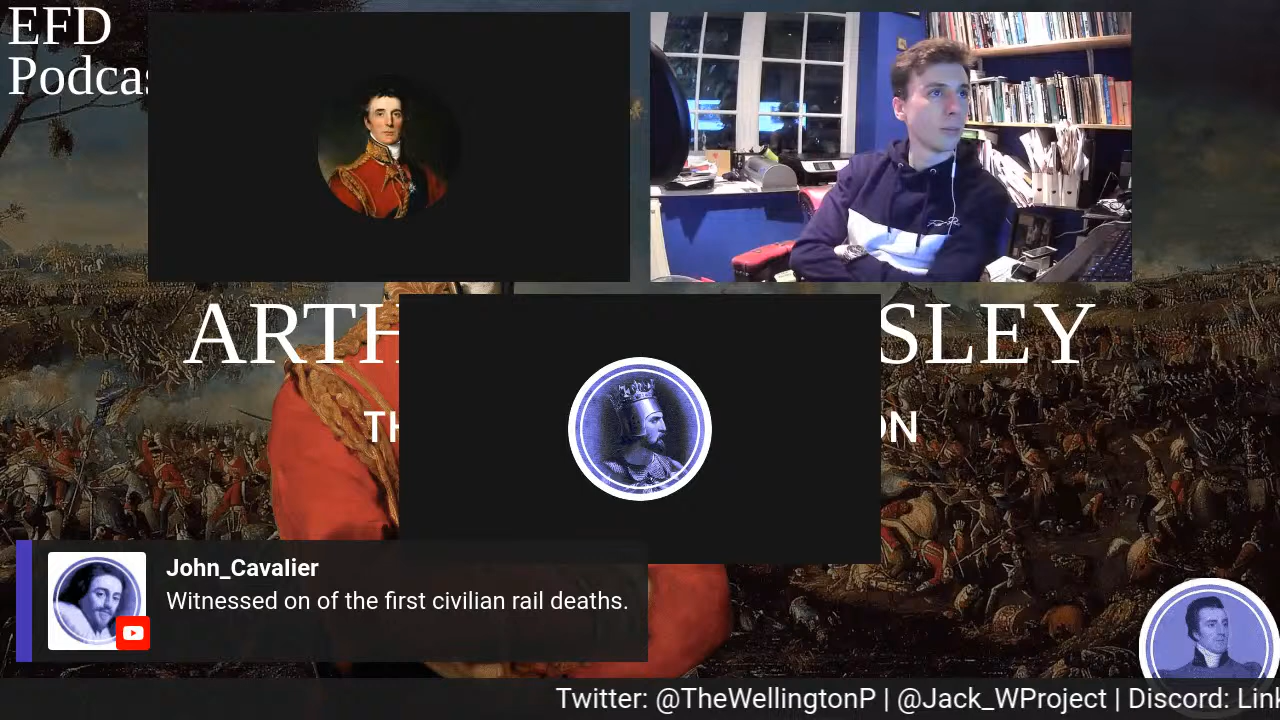 EFD
Podcas
ARTH SLEY
TH ON
John_Cavalier
Witnessed on of the first civilian rail deaths.
Twitter: @TheWellingtonP | @Jack_WProject | Discord: Link